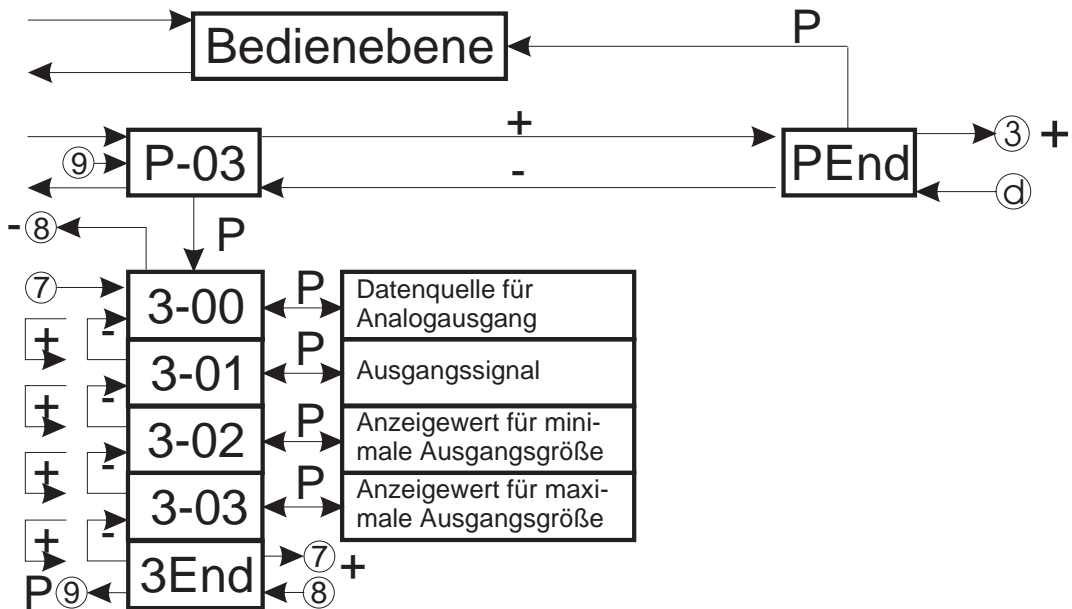 Bedienebene
P
+
P-03
PEnd
③ +
⑨
-
ⓓ
- ⑧
P
⑦
3-00
P
Datenquelle für
Analogausgang
+ -
3-01
P
Ausgangssignal
+ -
3-02
P
Anzeigewert für mini-
male Ausgangsgröße
+ -
3-03
P
Anzeigewert für maxi-
male Ausgangsgröße
+ -
3End
⑦ +
P ⑨
⑧